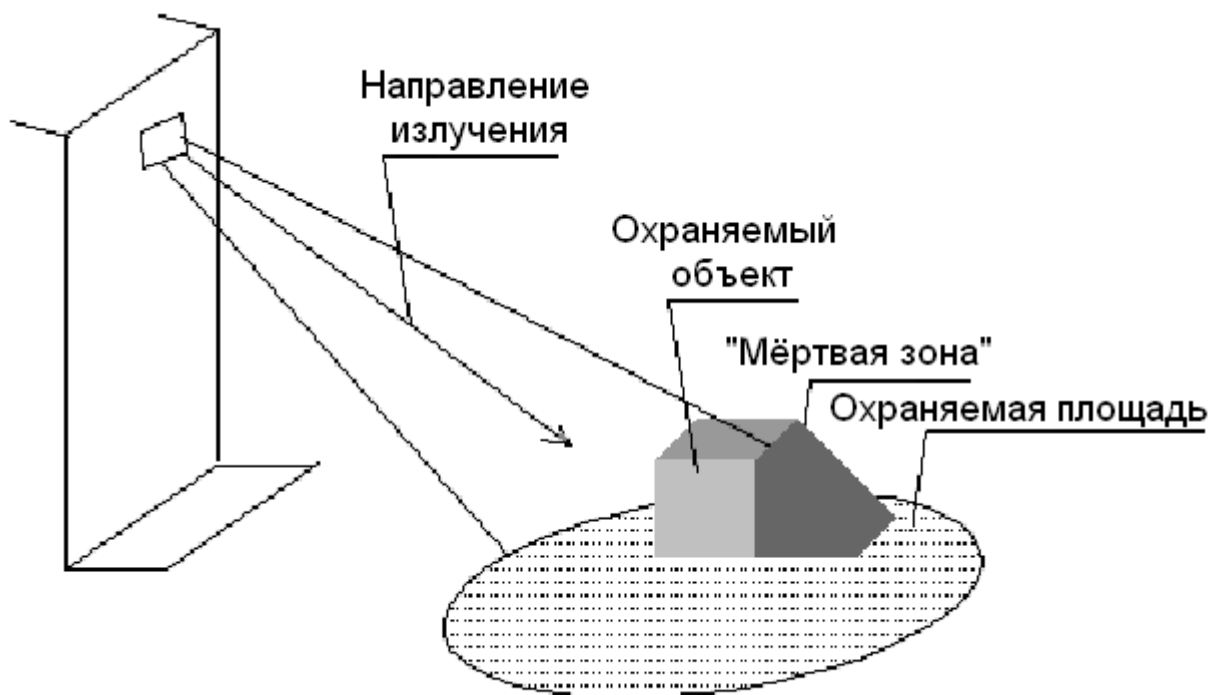 Направление
излучения
Охраняемый
объект
"Мёртвая зона"
Охраняемая площадь